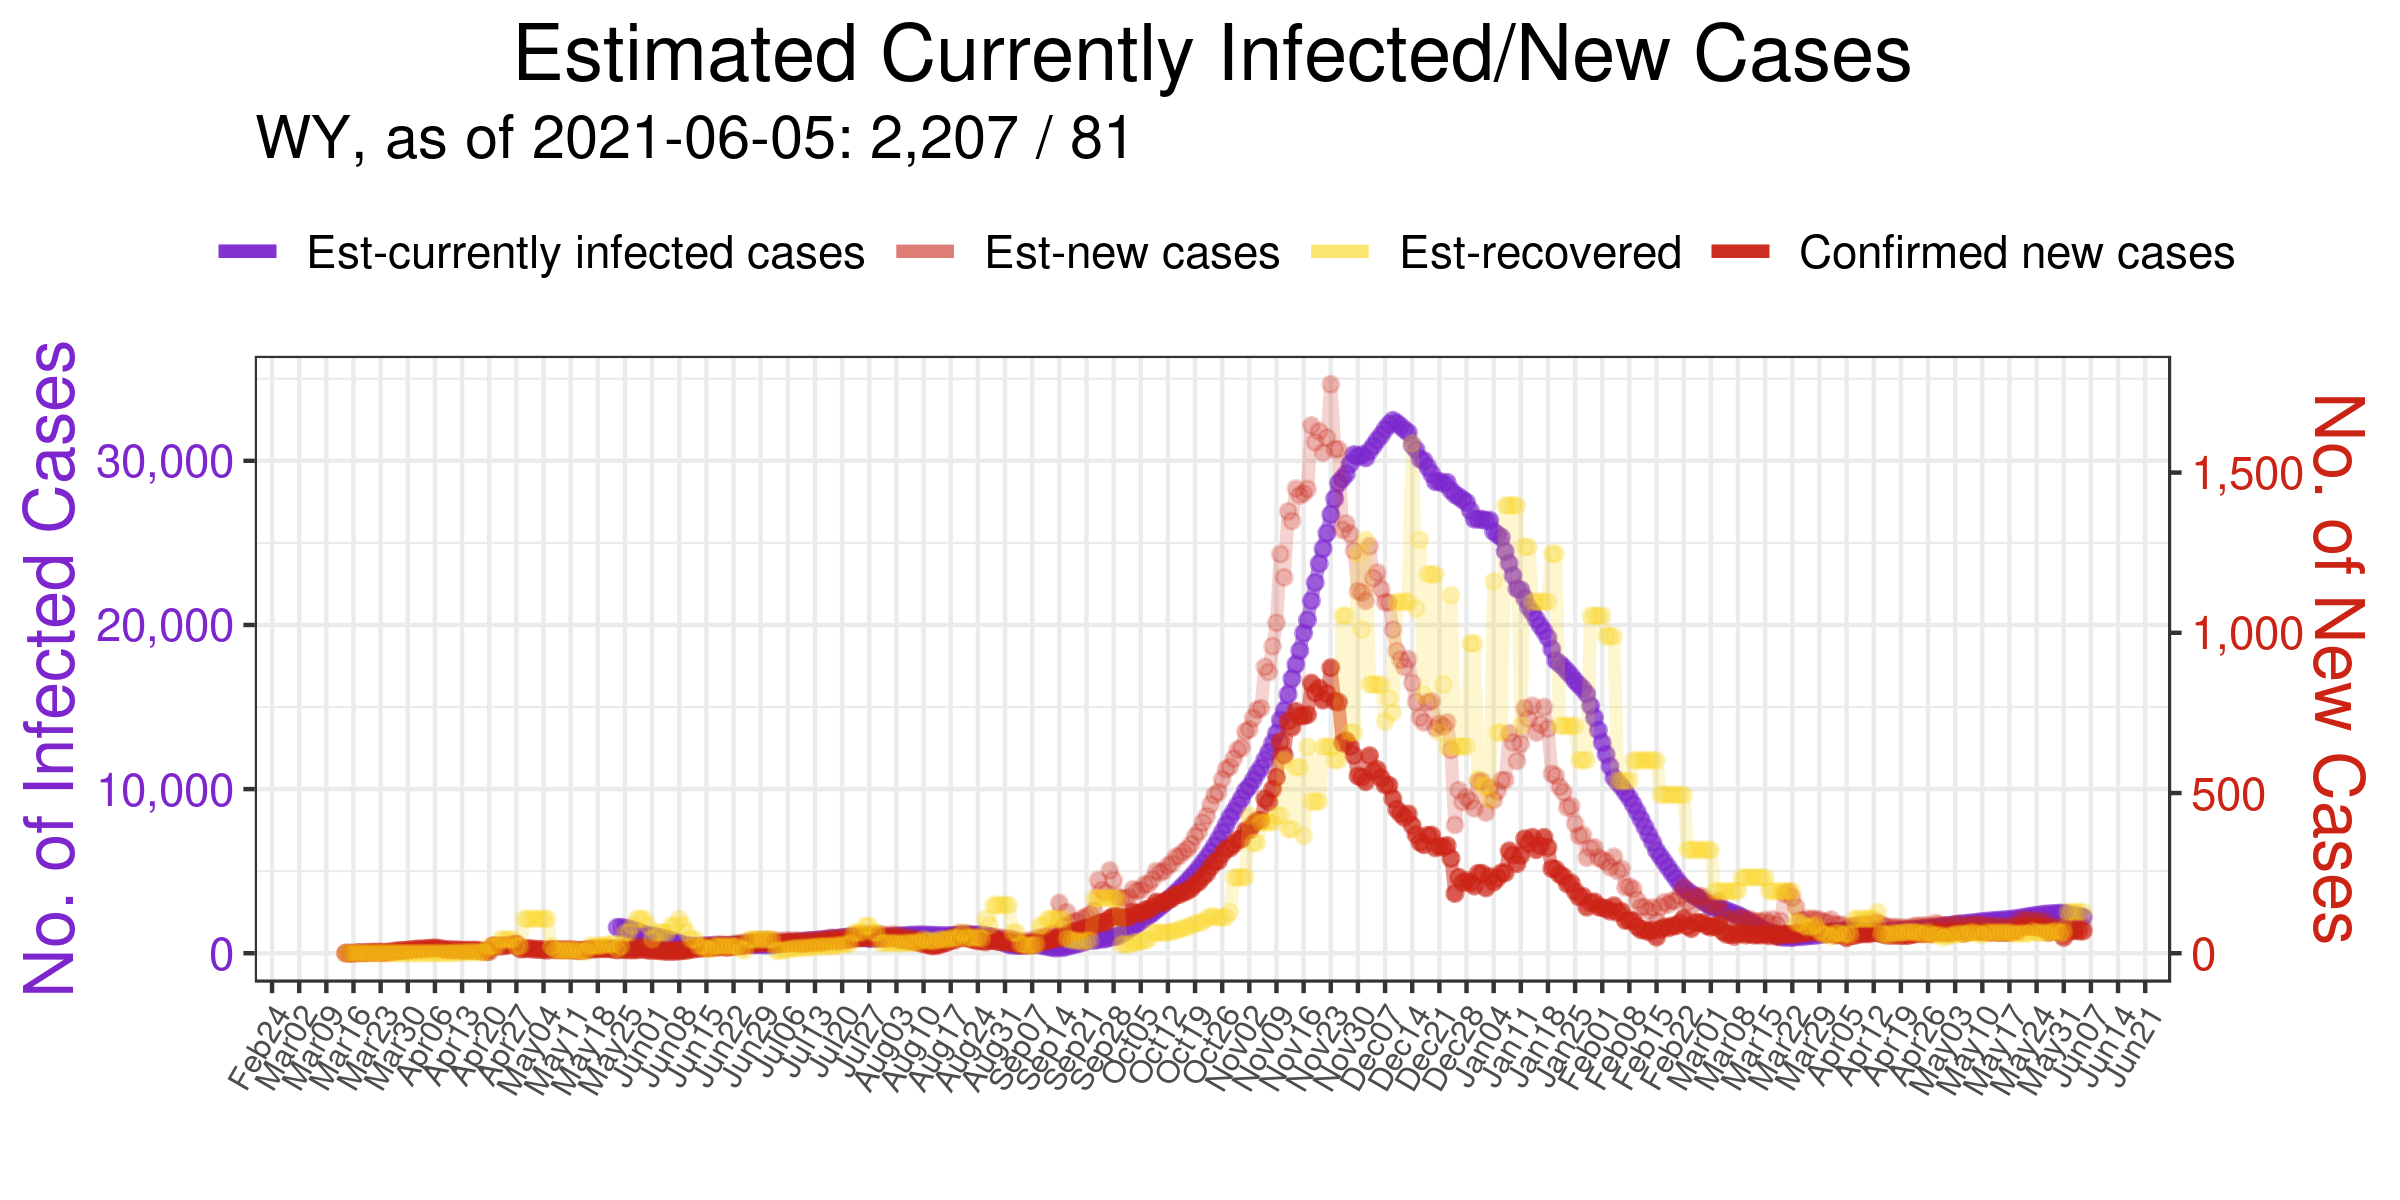 Estimated Currently Infected/New Cases
WY, as of 2021-06-05: 2,207 / 81
Est-currently infected cases Est-new cases Est-recovered Confirmed new cases
No. of Infected Cases
30,000
20,000
10,000
0
1,500
1,000
500
0
No. of New Cases
Feb24 Mar02 Mar09 Mar16 Mar23 Mar30 Apr06 Apr13 Apr20 Apr27 May04 May11 May18 May25 Jun01 Jun08 Jun15 Jun22 Jun29 Jul06 Jul13 Jul20 Jul27 Aug03 Aug10 Aug17 Aug24 Aug31 Sep07 Sep14 Sep21 Sep28 Oct05 Oct12 Oct19 Oct26 Nov02 Nov09 Nov16 Nov23 Nov30 Dec07 Dec14 Dec21 Dec28 Jan04 Jan11 Jan18 Jan25 Feb01 Feb08 Feb15 Feb22 Mar01 Mar08 Mar15 Mar22 Mar29 Apr05 Apr12 Apr19 Apr26 May03 May10 May17 May24 May31 Jun07 Jun14 Jun21